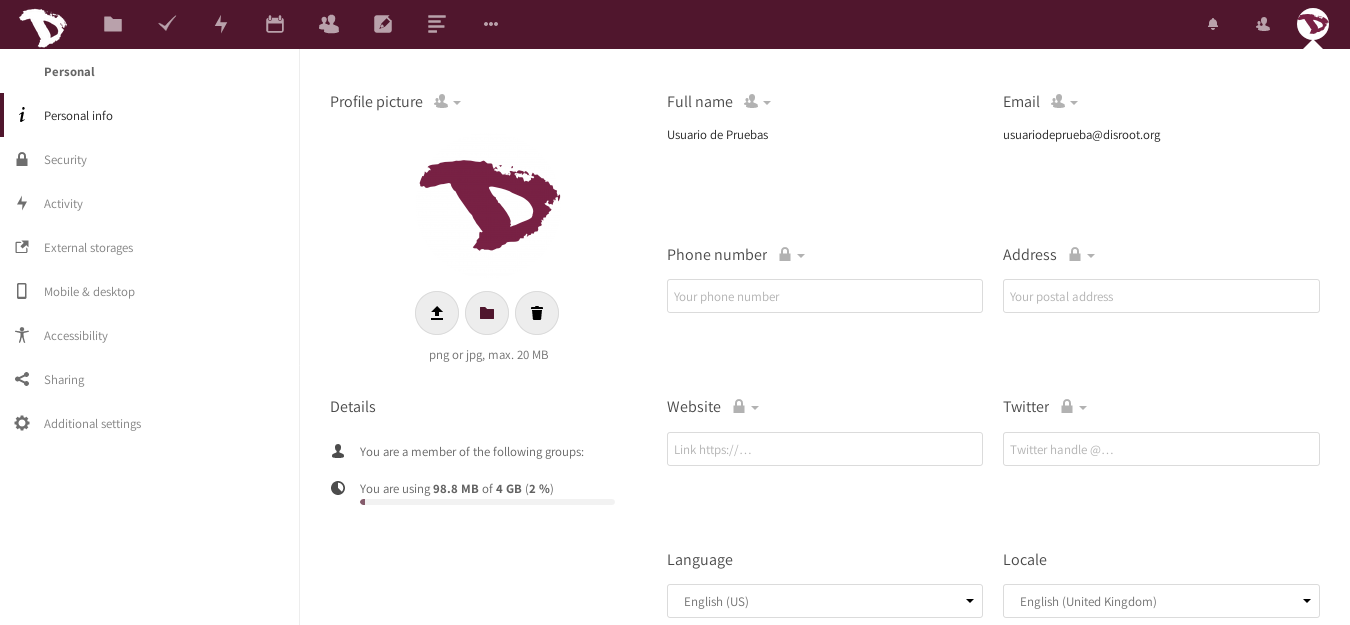 Personal
Personal info
Security
Activity
External storages
Mobile & desktop
Accessibility
Sharing
Additional settings
Profile picture
png or jpg, max. 20 MB
Details
You are a member of the following groups:
You are using 98.8 MB of 4 GB (2 %)
Full name
Usuario de Pruebas
Email
usuariodeprueba@disroot.org
Phone number
Your phone number
Address
Your postal address
Website
Link https://…
Twitter
Twitter handle @…
Language
English (US)
Locale
English (United Kingdom)